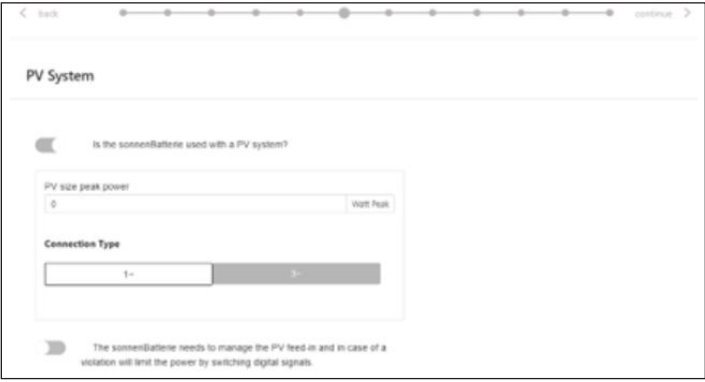 back
continue
PV System
Is the sonnenBatterie used with a PV system?
PV size peak power
0
Watt Peak
Connection Type
1~
3~
The sonnenBatterie needs to manage the PV feed-in and in case of a
violation will limit the power by switching digital signals.